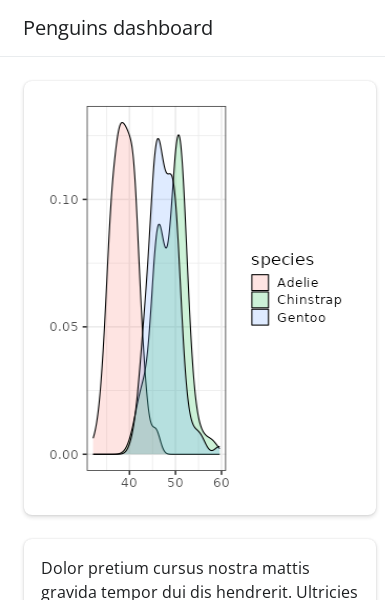 Penguins dashboard
0.10
0.05
0.00
40 50 60
species
Adelie
Chinstrap
Gentoo
Dolor pretium cursus nostra mattis
gravida tempor dui dis hendrerit. Ultricies